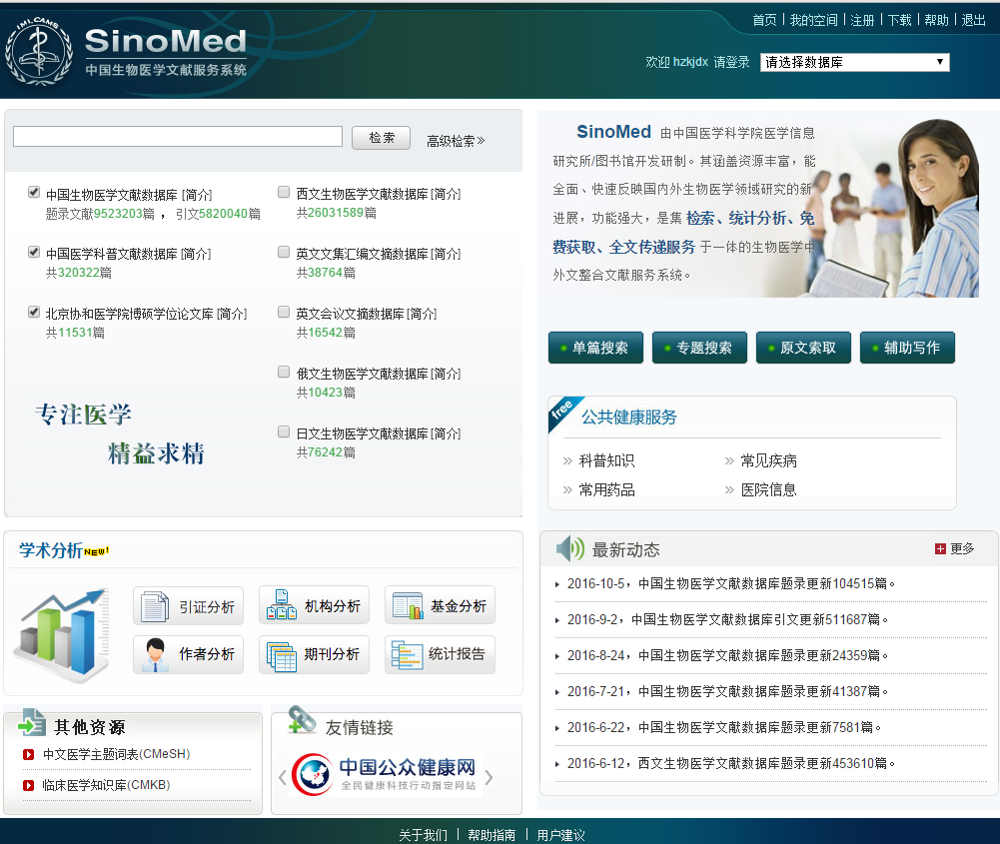 首页 | 我的空间 | 注册 | 下载 | 帮助 | 退出
IMI.CAMS
SinoMed
中国生物医学文献服务系统
欢迎 hzkjdx 请登录 请选择数据库
检 索 高级检索»
中国生物医学文献数据库 [简介]
题录文献9523203篇 ， 引文5820040篇
中国医学科普文献数据库 [简介]
共320322篇
北京协和医学院博硕学位论文库 [简介]
共11531篇
专注医学
精益求精
西文生物医学文献数据库 [简介]
共26031589篇
英文文集汇编文摘数据库 [简介]
共38764篇
英文会议文摘数据库 [简介]
共16542篇
俄文生物医学文献数据库 [简介]
共10423篇
日文生物医学文献数据库 [简介]
共76242篇
SinoMed 由中国医学科学院医学信息
研究所/图书馆开发研制。其涵盖资源丰富，能
全面、快速反映国内外生物医学领域研究的新
进展，功能强大，是集 检索、统计分析、免
费获取、全文传递服务 于一体的生物医学中
外文整合文献服务系统。
单篇搜索 专题搜索 原文索取 辅助写作
free
公共健康服务
» 科普知识 » 常见疾病
» 常用药品 » 医院信息
学术分析 NEW!
引证分析 机构分析 基金分析
作者分析 期刊分析 统计报告
最新动态 更多
2016-10-5，中国生物医学文献数据库题录更新104515篇。
2016-9-2，中国生物医学文献数据库引文更新511687篇。
2016-8-24，中国生物医学文献数据库题录更新24359篇。
2016-7-21，中国生物医学文献数据库题录更新41387篇。
2016-6-22，中国生物医学文献数据库题录更新7581篇。
2016-6-12，西文生物医学文献数据库题录更新453610篇。
其他资源
中文医学主题词表(CMeSH)
临床医学知识库(CMKB)
友情链接
中国公众健康网
全民健康科技行动指定网站
关于我们 | 帮助指南 | 用户建议